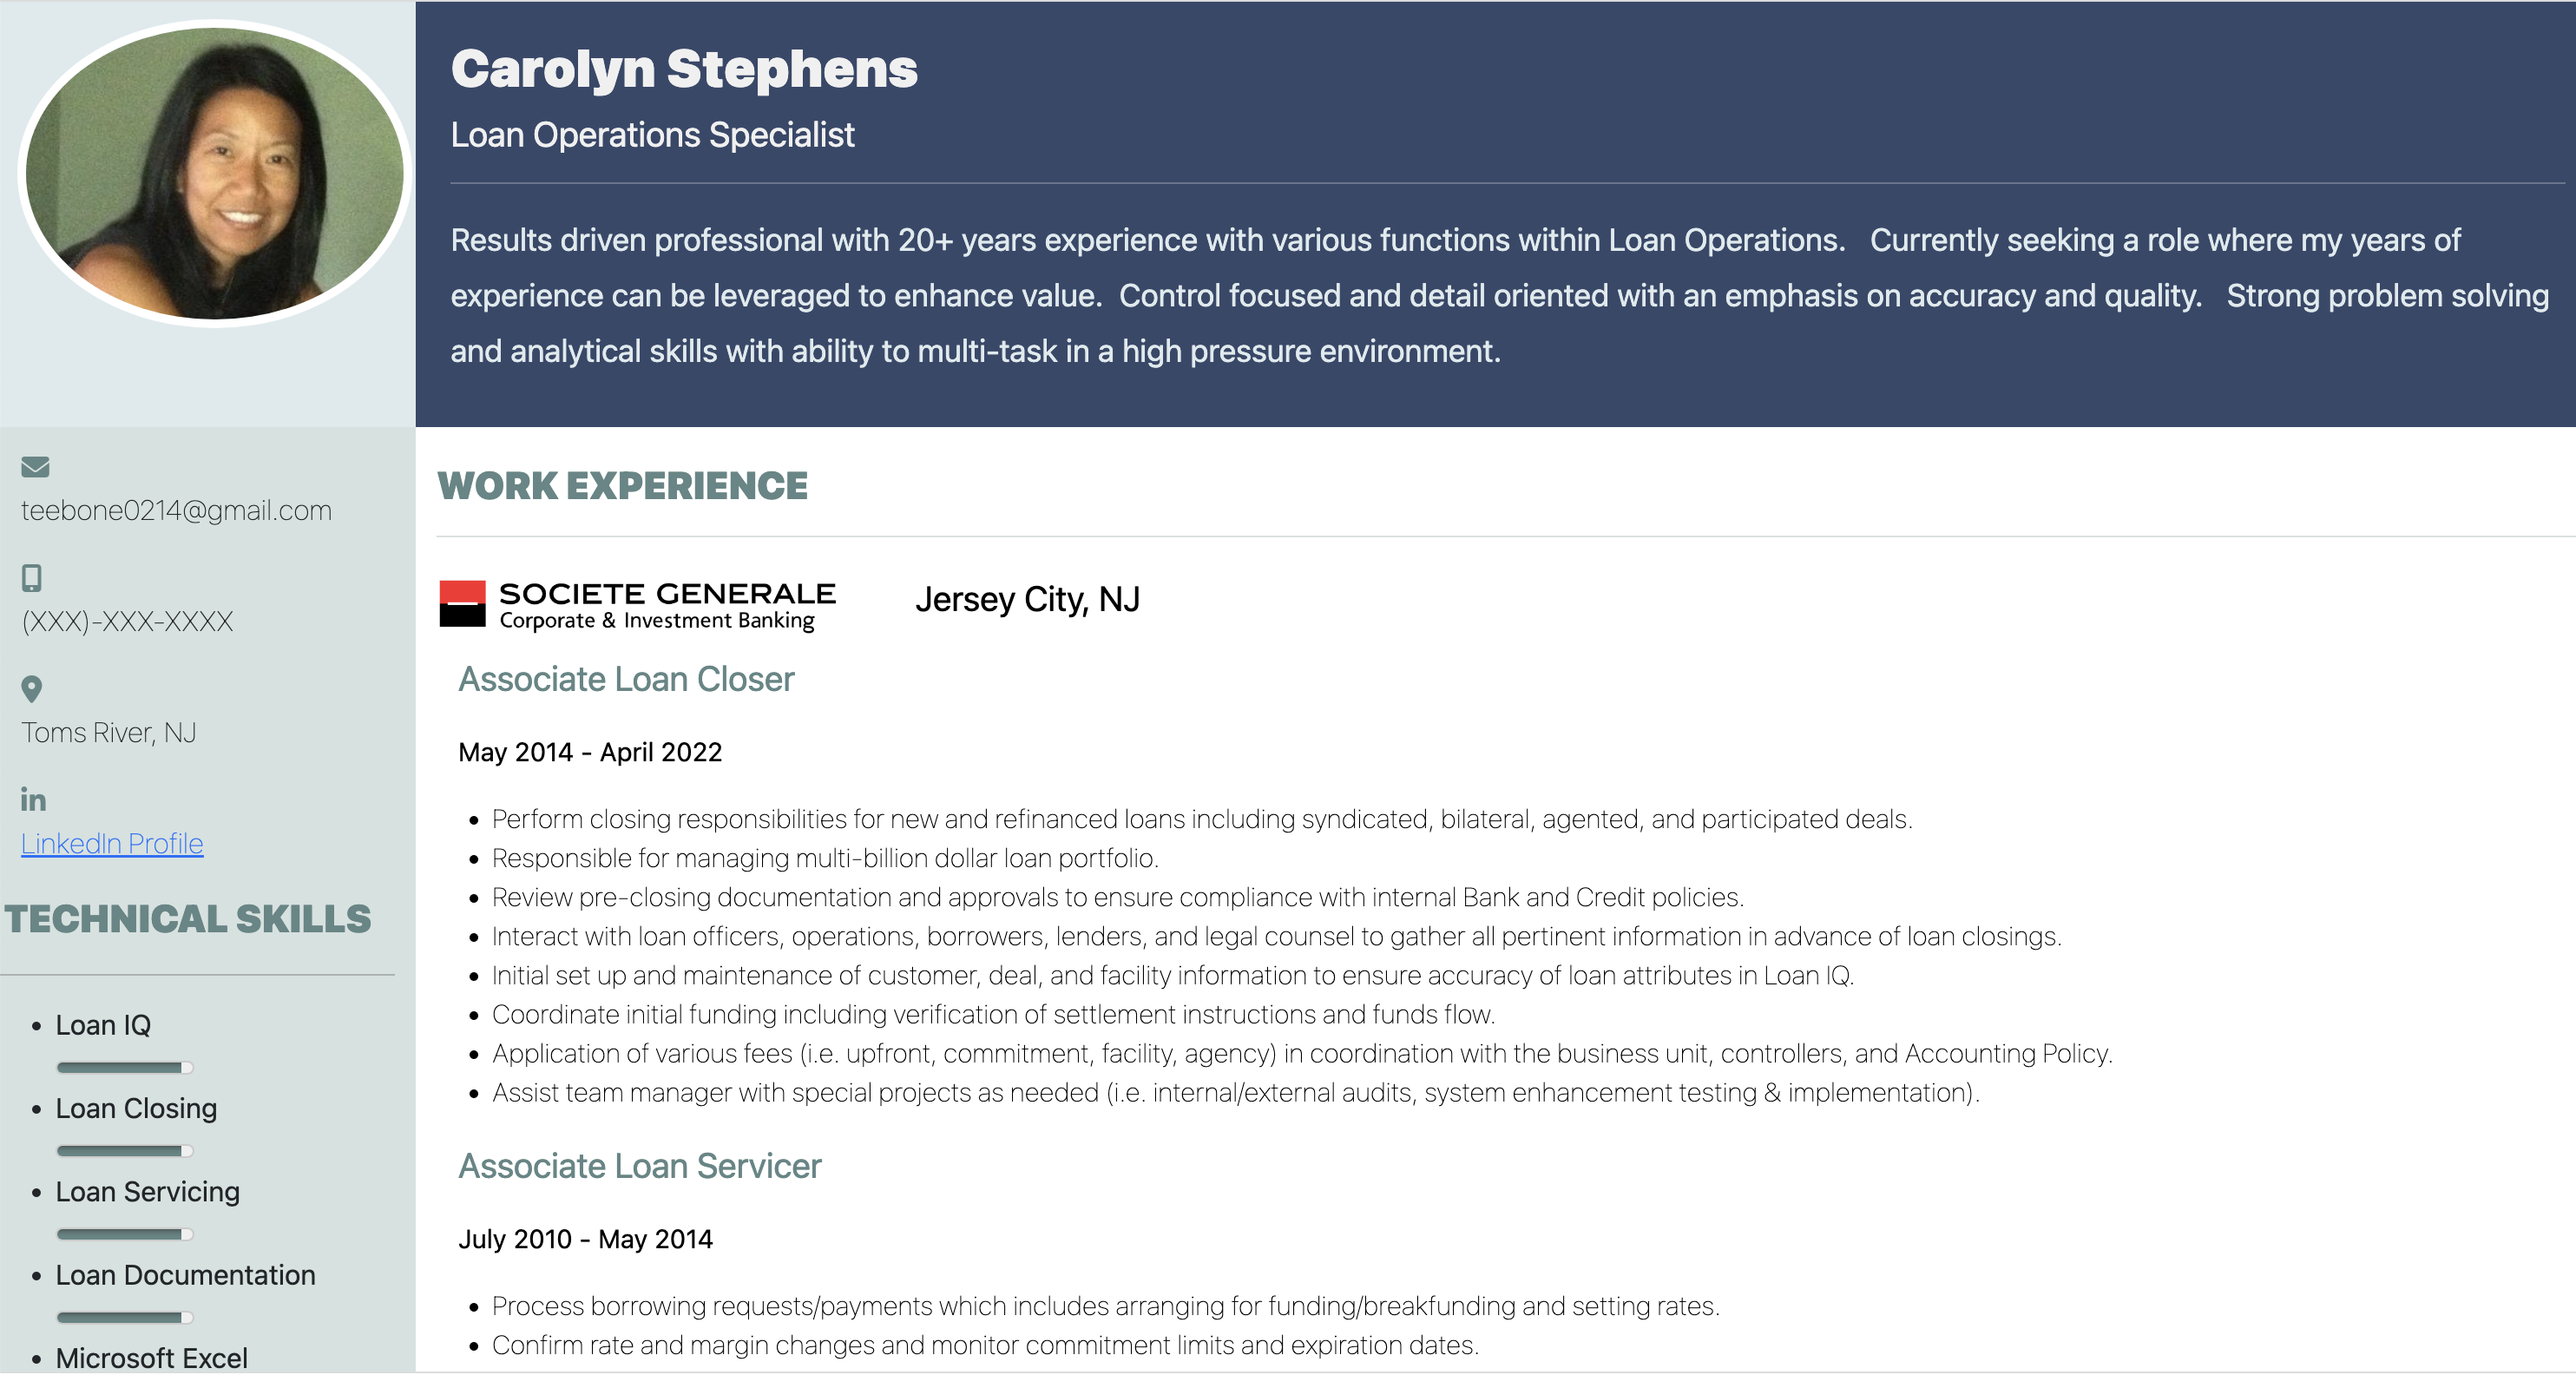 Carolyn Stephens
Loan Operations Specialist
Results driven professional with 20+ years experience with various functions within Loan Operations.   Currently seeking a role where my years of
experience can be leveraged to enhance value.  Control focused and detail oriented with an emphasis on accuracy and quality.   Strong problem solving
and analytical skills with ability to multi-task in a high pressure environment.
teebone0214@gmail.com
(XXX)-XXX-XXXX
Toms River, NJ
in
LinkedIn Profile
TECHNICAL SKILLS
• Loan IQ
• Loan Closing
• Loan Servicing
• Loan Documentation
• Microsoft Excel
WORK EXPERIENCE
SOCIETE GENERALE
Corporate & Investment Banking
Jersey City, NJ
Associate Loan Closer
May 2014 - April 2022
• Perform closing responsibilities for new and refinanced loans including syndicated, bilateral, agented, and participated deals.
• Responsible for managing multi-billion dollar loan portfolio.
• Review pre-closing documentation and approvals to ensure compliance with internal Bank and Credit policies.
• Interact with loan officers, operations, borrowers, lenders, and legal counsel to gather all pertinent information in advance of loan closings.
• Initial set up and maintenance of customer, deal, and facility information to ensure accuracy of loan attributes in Loan IQ.
• Coordinate initial funding including verification of settlement instructions and funds flow.
• Application of various fees (i.e. upfront, commitment, facility, agency) in coordination with the business unit, controllers, and Accounting Policy.
• Assist team manager with special projects as needed (i.e. internal/external audits, system enhancement testing & implementation).
Associate Loan Servicer
July 2010 - May 2014
• Process borrowing requests/payments which includes arranging for funding/breakfunding and setting rates.
• Confirm rate and margin changes and monitor commitment limits and expiration dates.